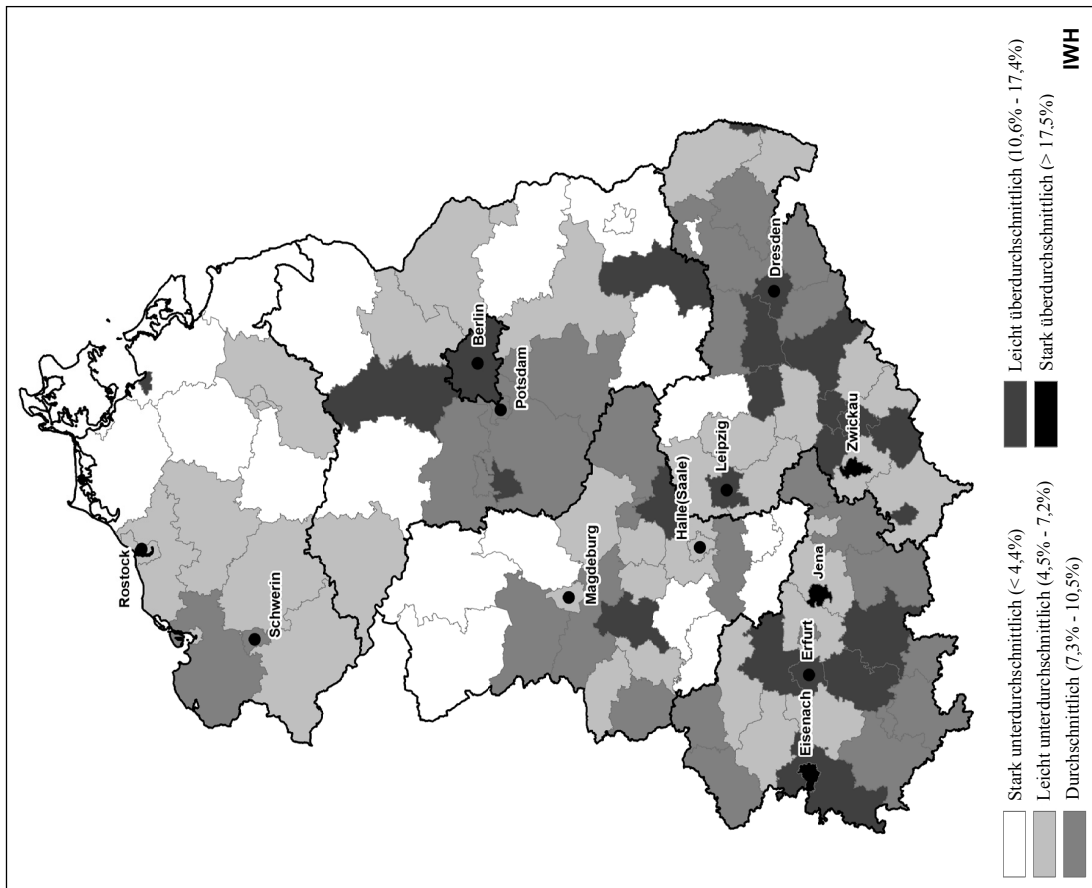 Rostock
Schwerin
Berlin
Potsdam
Magdeburg
Halle(Saale)
Leipzig
Dresden
Zwickau
Jena
Erfurt
Eisenach
Stark unterdurchschnittlich (< 4,4%)
Leicht unterdurchschnittlich (4,5% - 7,2%)
Durchschnittlich (7,3% - 10,5%)
Leicht überdurchschnittlich (10,6% - 17,4%)
Stark überdurchschnittlich (> 17,5%)
IWH